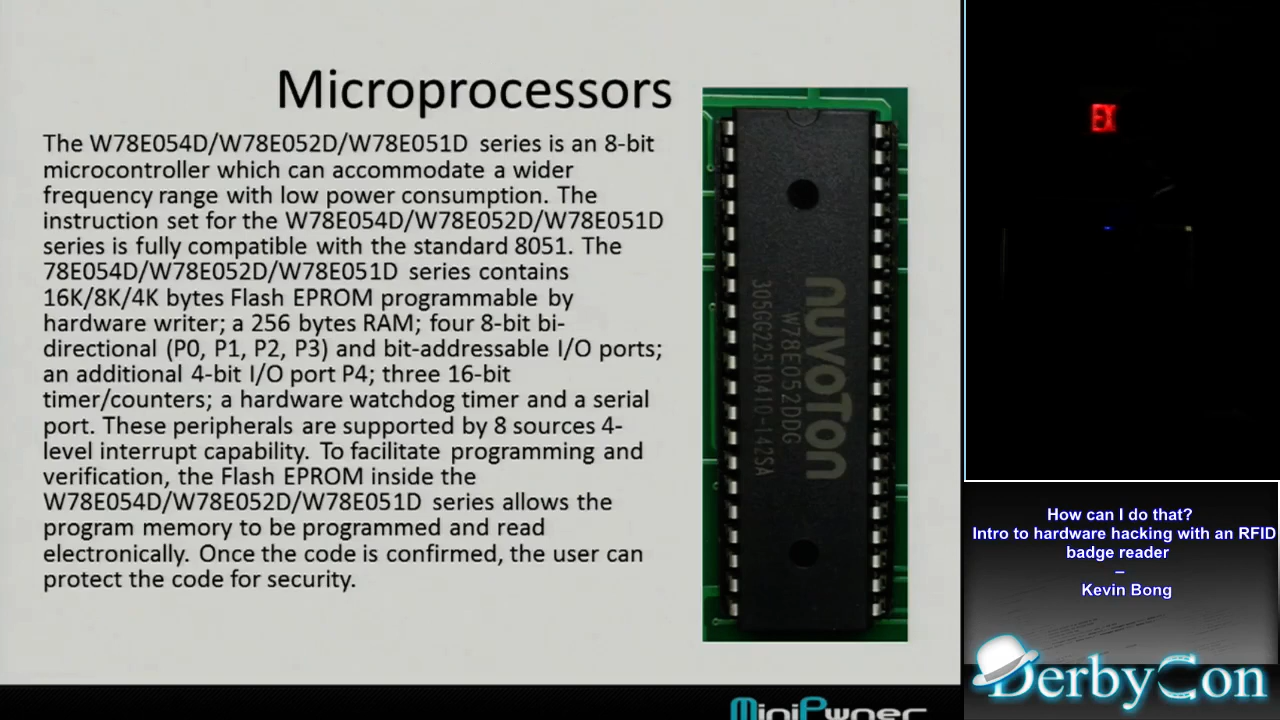 Microprocessors
The W78E054D/W78E052D/W78E051D series is an 8-bit
microcontroller which can accommodate a wider
frequency range with low power consumption. The
instruction set for the W78E054D/W78E052D/W78E051D
series is fully compatible with the standard 8051. The
78E054D/W78E052D/W78E051D series contains
16K/8K/4K bytes Flash EPROM programmable by
hardware writer; a 256 bytes RAM; four 8-bit bi-
directional (P0, P1, P2, P3) and bit-addressable I/O ports;
an additional 4-bit I/O port P4; three 16-bit
timer/counters; a hardware watchdog timer and a serial
port. These peripherals are supported by 8 sources 4-
level interrupt capability. To facilitate programming and
verification, the Flash EPROM inside the
W78E054D/W78E052D/W78E051D series allows the
program memory to be programmed and read
electronically. Once the code is confirmed, the user can
protect the code for security.
nuvoTon
W78E052DDG
305GG22510410-142SA
MiniPwner
EX
How can I do that?
Intro to hardware hacking with an RFID
badge reader
–
Kevin Bong
DerbyCon